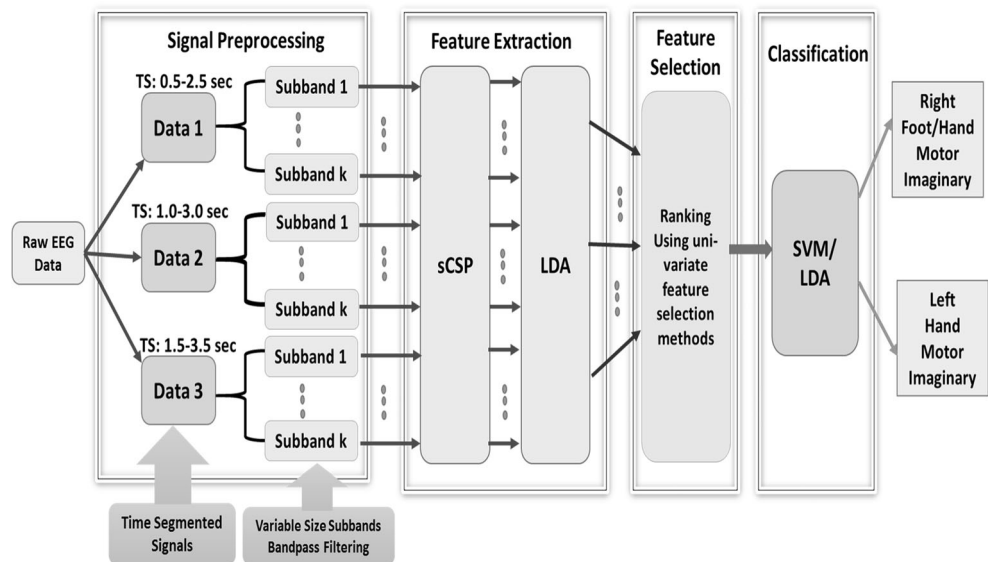 Signal Preprocessing
Feature Extraction
Feature
Selection
Classification
Raw EEG
Data
TS: 0.5-2.5 sec
Data 1
Subband 1
Subband k
TS: 1.0-3.0 sec
Data 2
Subband 1
Subband k
TS: 1.5-3.5 sec
Data 3
Subband 1
Subband k
Time Segmented
Signals
Variable Size Subbands
Bandpass Filtering
sCSP
LDA
Ranking
Using uni-
variate
feature
selection
methods
SVM/
LDA
Right
Foot/Hand
Motor
Imaginary
Left
Hand
Motor
Imaginary